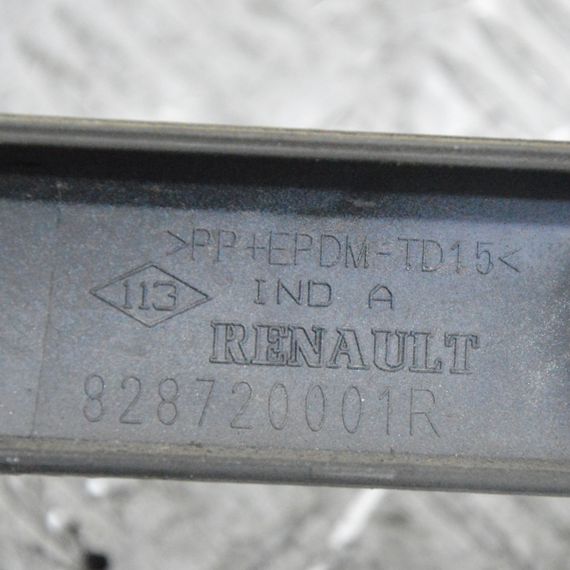 >PP+EPDM-TD15<
113 IND A
RENAULT
828720001R